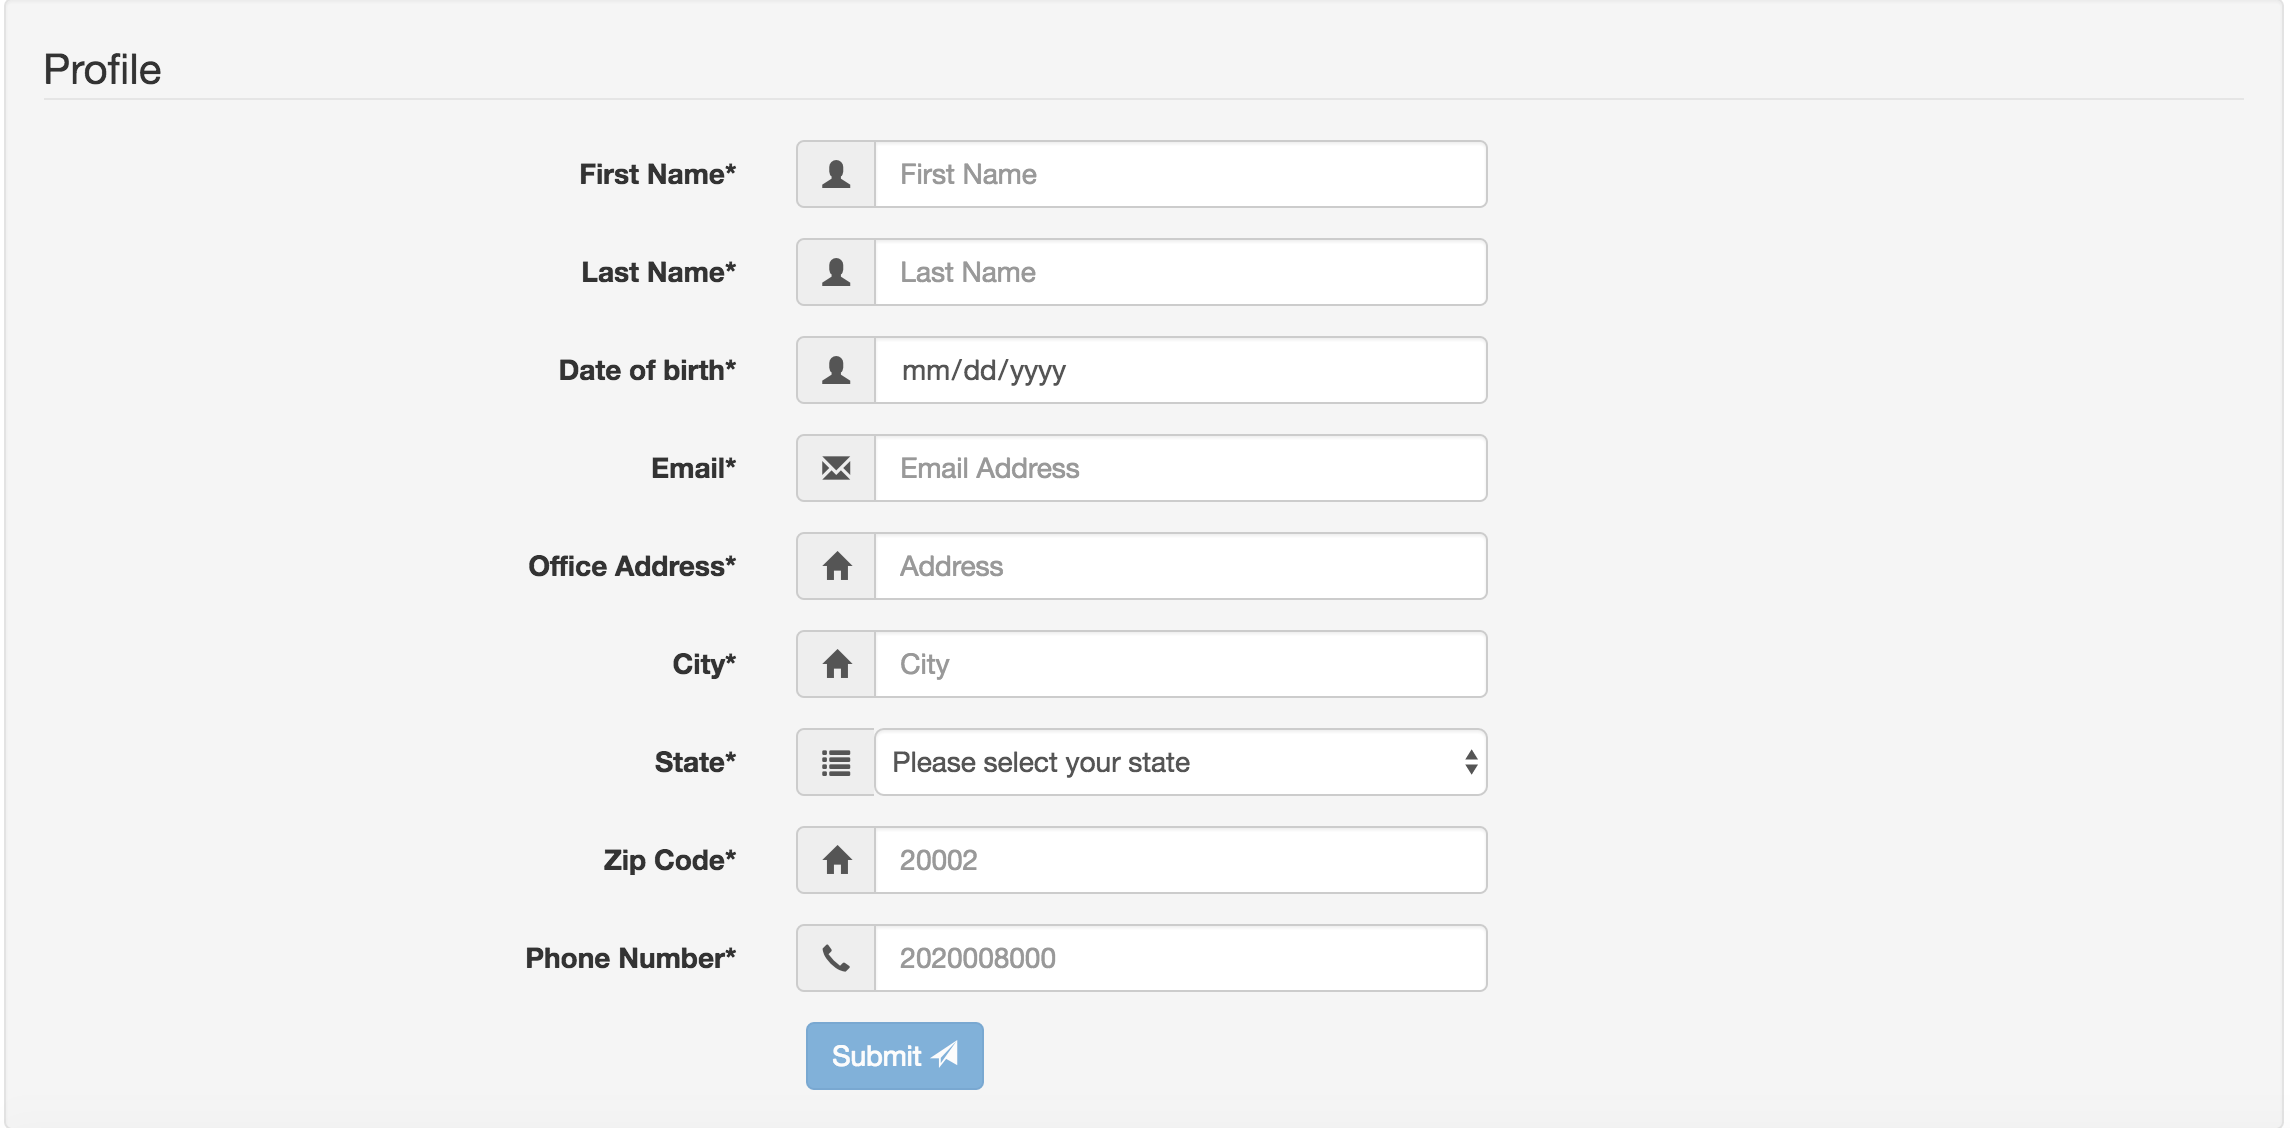 Profile
First Name* First Name
Last Name* Last Name
Date of birth* mm/dd/yyyy
Email* Email Address
Office Address* Address
City* City
State* Please select your state
Zip Code* 20002
Phone Number* 2020008000
Submit